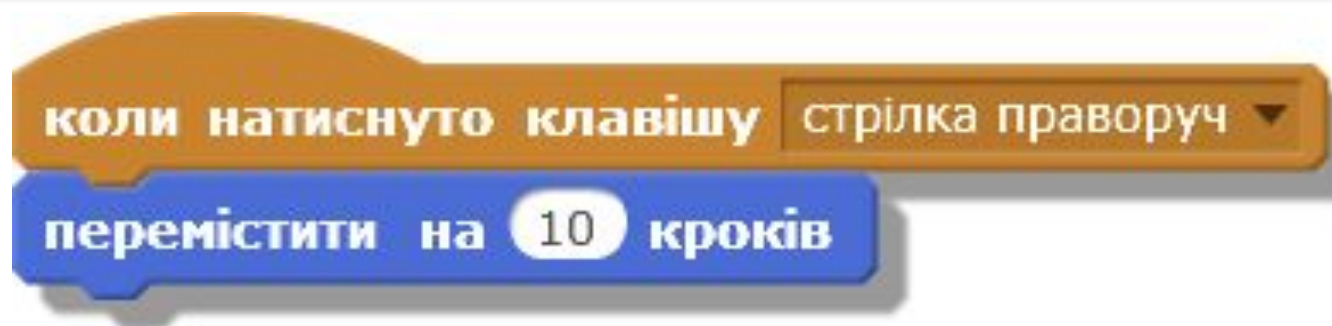 коли натиснуто клавішу стрілка праворуч
перемістити на 10 кроків